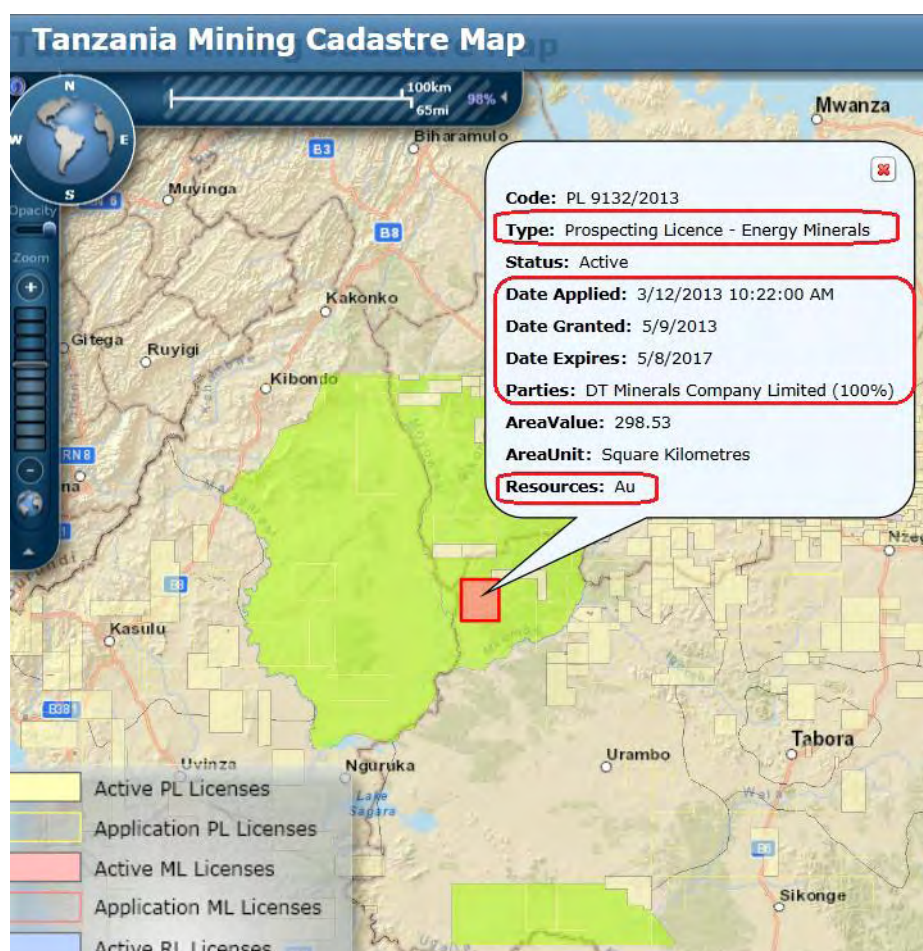 Tanzania Mining Cadastre Map
100km
65mi
98%
N
W
E
S
Opacity
Zoom
Mwanza
Biharamulo
B3
Muyinga
B8
Kakonko
Gitega
Ruyigi
Kibondo
RN8
Code: PL 9132/2013
Type: Prospecting Licence - Energy Minerals
Status: Active
Date Applied: 3/12/2013 10:22:00 AM
Date Granted: 5/9/2013
Date Expires: 5/8/2017
Parties: DT Minerals Company Limited (100%)
AreaValue: 298.53
AreaUnit: Square Kilometres
Resources: Au
B8
Kasulu
Uvinza
Nguruka
Lake
Sagara
Urambo
Tabora
B6
Sikonge
Active PL Licenses
Application PL Licenses
Active ML Licenses
Application ML Licenses
Active RL Licenses